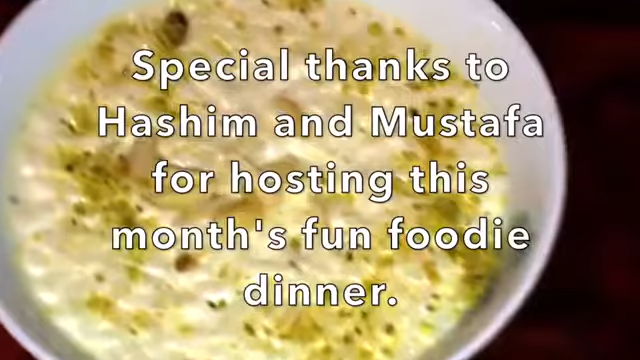 Special thanks to
Hashim and Mustafa
for hosting this
month's fun foodie
dinner.